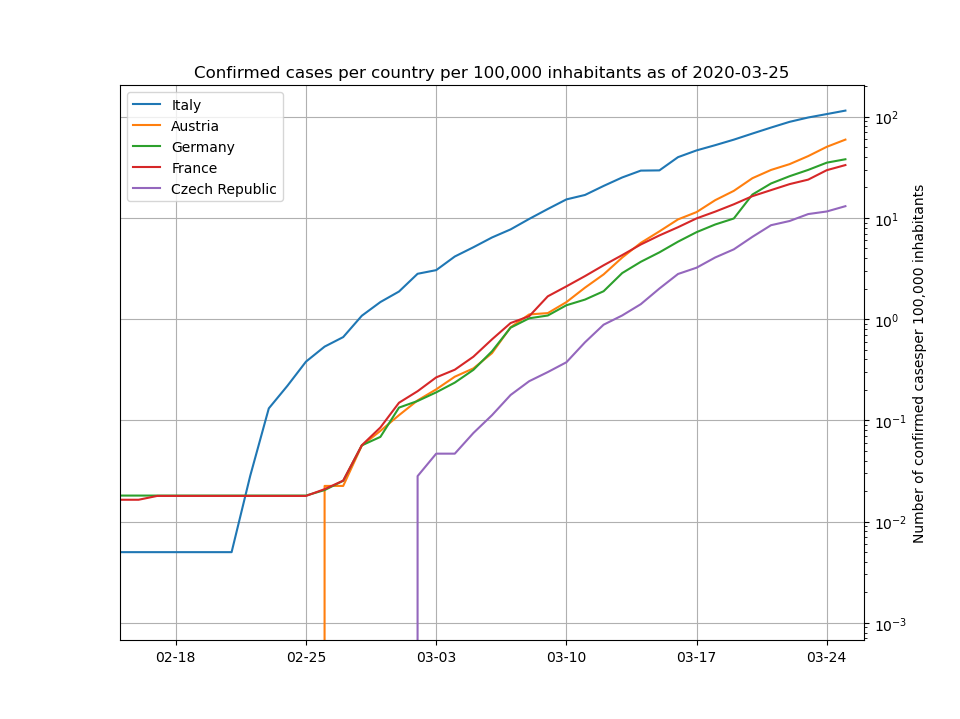 Confirmed cases per country per 100,000 inhabitants as of 2020-03-25
Italy
Austria
Germany
France
Czech Republic
10²
10¹
10⁰
10⁻¹
10⁻²
10⁻³
Number of confirmed casesper 100,000 inhabitants
02-18 02-25 03-03 03-10 03-17 03-24